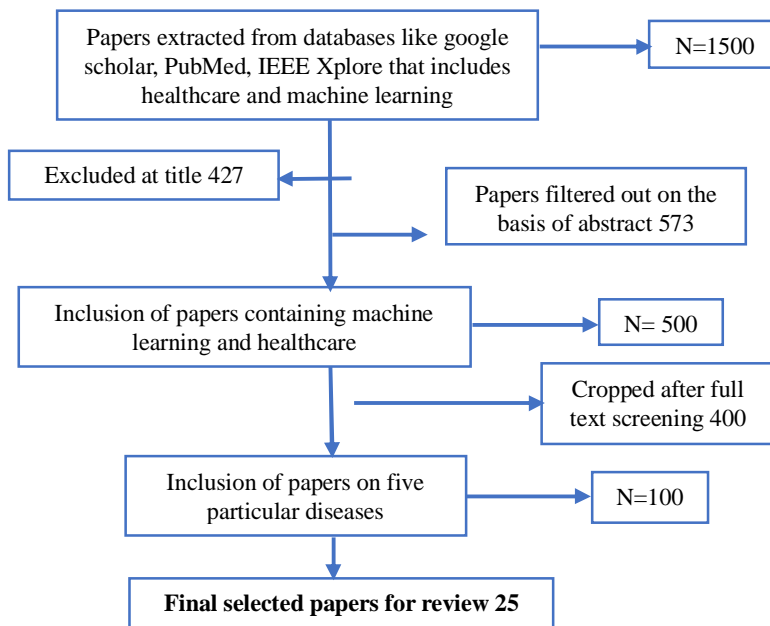 Papers extracted from databases like google
scholar, PubMed, IEEE Xplore that includes
healthcare and machine learning
N=1500
Excluded at title 427
Papers filtered out on the
basis of abstract 573
Inclusion of papers containing machine
learning and healthcare
N= 500
Cropped after full
text screening 400
Inclusion of papers on five
particular diseases
N=100
Final selected papers for review 25